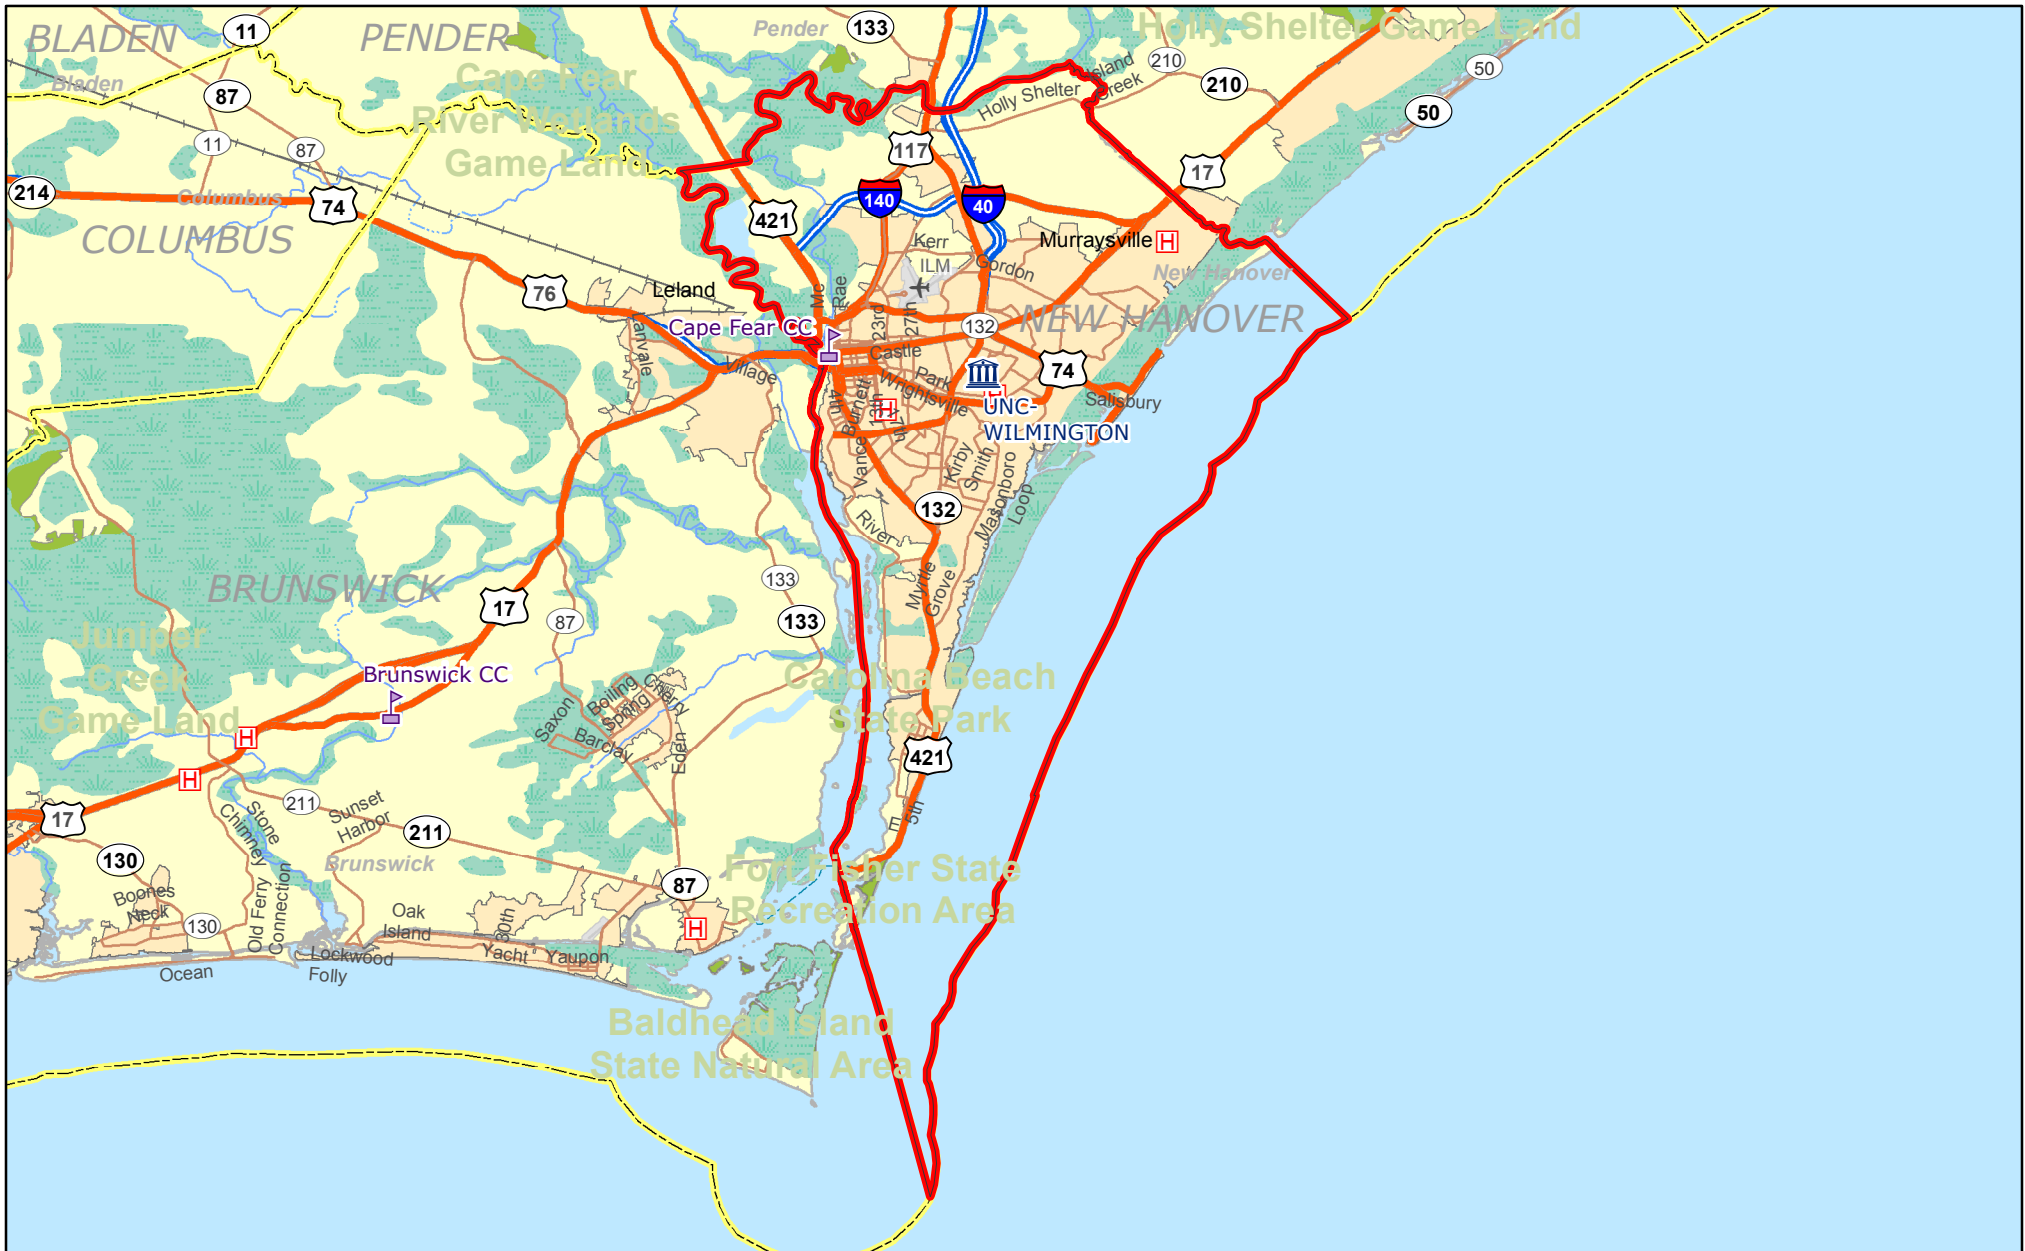 BLADEN
11
PENDER
Pender
133
Holly Shelter Game Land
210
50
Bladen
87
Cape Fear
River Wetlands
Game Land
Island
Creek
Holly Shelter
210
50
11
87
117
17
214
Columbus
74
140
40
COLUMBUS
421
Kerr
ILM
Gordon
Murraysville
H
New Hanover
76
Leland
Mc
Rae
23rd
27th
132
NEW HANOVER
Cape Fear CC
Lanvale
Village
Castle
Park
Wrightsville
74
Salisbury
4th
Burnett
13th
17th
H
H
UNC-
WILMINGTON
Vance
Kirby
Smith
Masonboro
Loop
132
River
BRUNSWICK
17
87
133
133
Myrtle
Grove
Juniper
Creek
Game Land
Brunswick CC
Saxon
Boiling
Spring
Cherry
Barclay
Eden
Carolina Beach
State Park
H
H
421
17
211
Sunset
Harbor
211
Stone
Chimney
E
5th
130
Brunswick
Fort Fisher State
Recreation Area
87
Boones
Neck
130
Old Ferry
Connection
Oak
Island
30th
H
Lockwood
Folly
Yacht
Yaupon
Ocean
Baldhead Island
State Natural Area